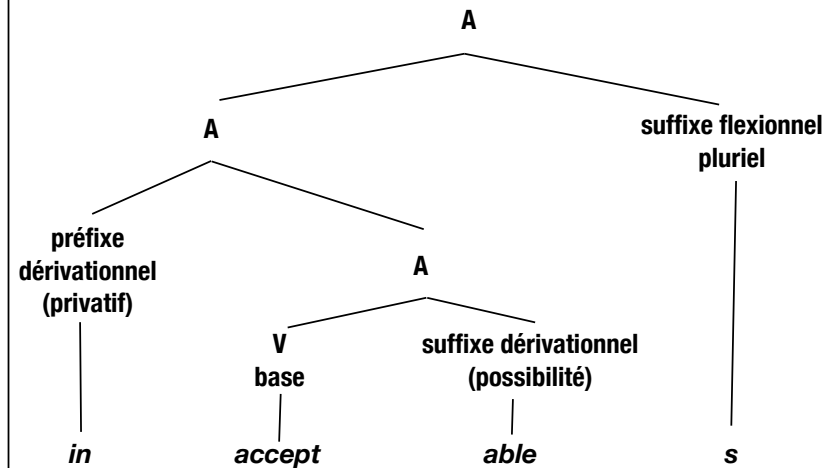 A
A
suffixe flexionnel
pluriel
préfixe
dérivationnel
(privatif)
A
V
base
suffixe dérivationnel
(possibilité)
in accept able s